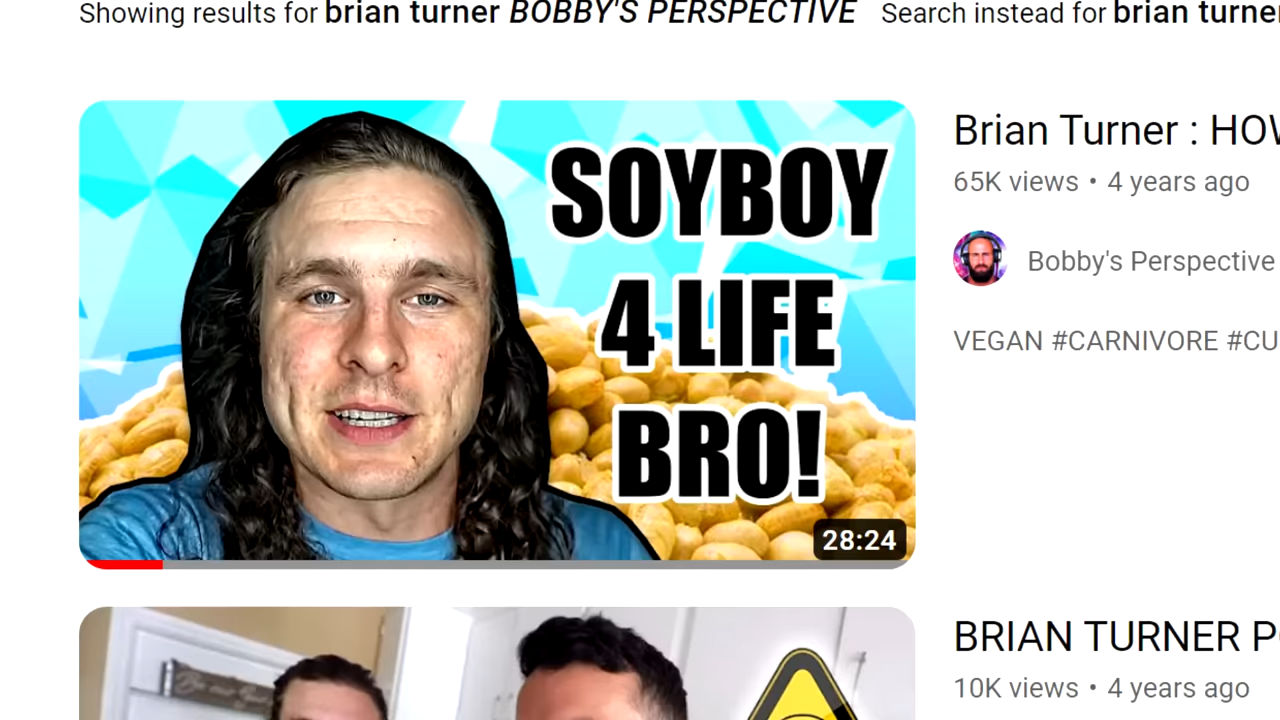 Showing results for brian turner BOBBY'S PERSPECTIVE Search instead for brian turner
SOYBOY
4 LIFE
BRO!
28:24
Brian Turner : HOW
65K views • 4 years ago
Bobby's Perspective
VEGAN #CARNIVORE #CU
BRIAN TURNER P
10K views • 4 years ago